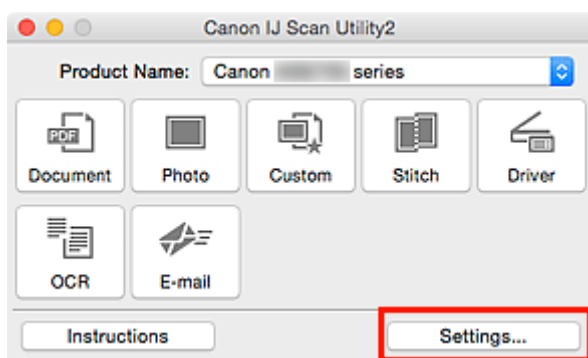 Canon IJ Scan Utility2
Product Name: Canon series
PDF
Document Photo Custom Stitch Driver
OCR E-mail
Instructions Settings...